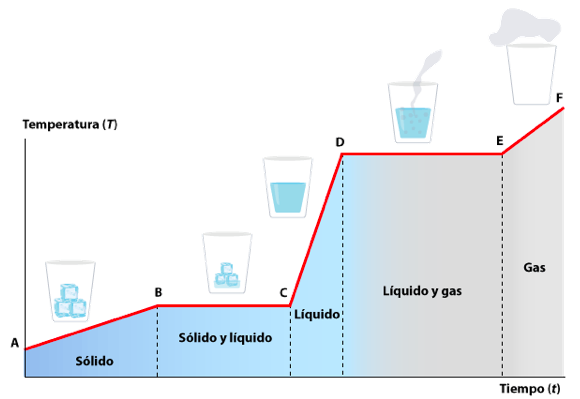 Temperatura (T)
A
B
C
D
E
F
Sólido
Sólido y líquido
Líquido
Líquido y gas
Gas
Tiempo (t)